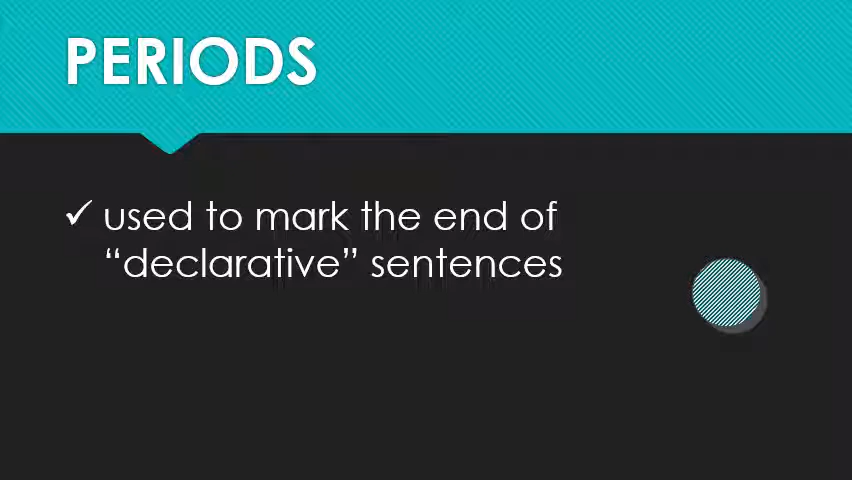 PERIODS
✓ used to mark the end of
“declarative” sentences